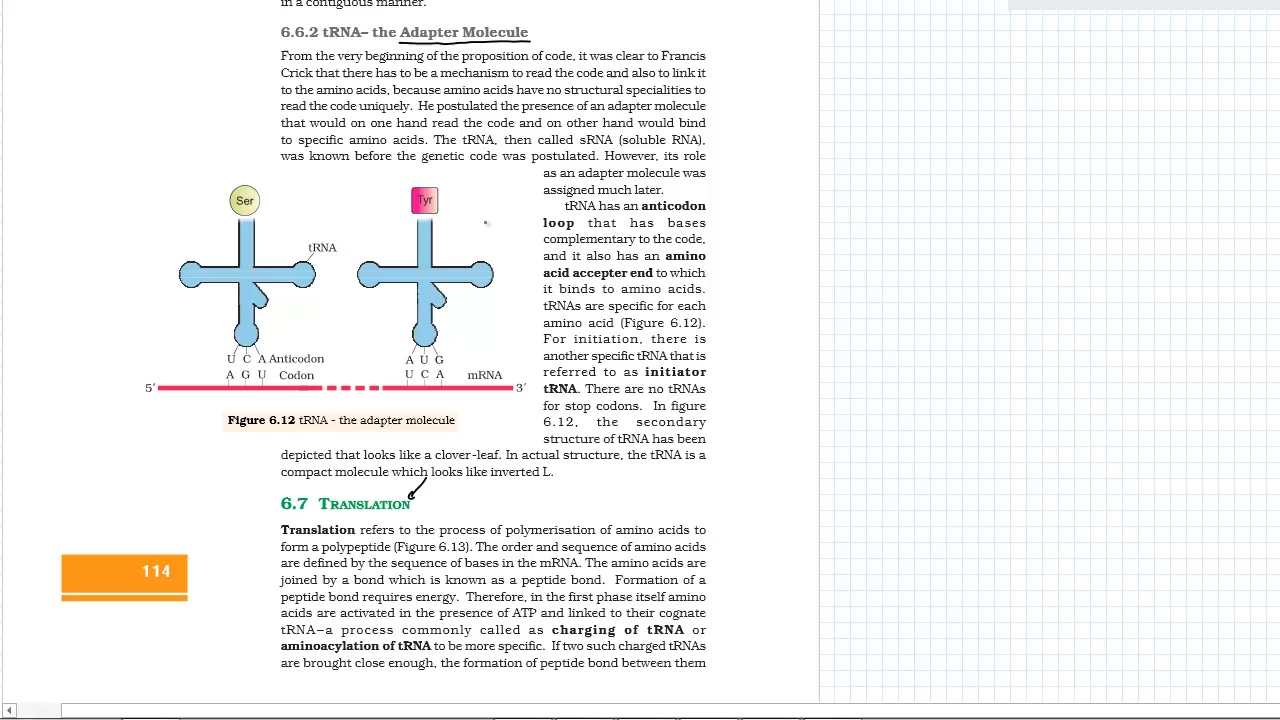 in a contiguous manner.
6.6.2 tRNA– the Adapter Molecule
From the very beginning of the proposition of code, it was clear to Francis
Crick that there has to be a mechanism to read the code and also to link it
to the amino acids, because amino acids have no structural specialities to
read the code uniquely. He postulated the presence of an adapter molecule
that would on one hand read the code and on other hand would bind
to specific amino acids. The tRNA, then called sRNA (soluble RNA),
was known before the genetic code was postulated. However, its role
as an adapter molecule was
assigned much later.
tRNA has an anticodon
loop that has bases
complementary to the code,
and it also has an amino
acid accepter end to which
it binds to amino acids.
tRNAs are specific for each
amino acid (Figure 6.12).
For initiation, there is
another specific tRNA that is
referred to as initiator
tRNA. There are no tRNAs
for stop codons. In figure
6.12, the secondary
structure of tRNA has been
Ser
Tyr
tRNA
U C A Anticodon
A U G
A G U Codon
U C A mRNA
5′ 3′
Figure 6.12 tRNA - the adapter molecule
depicted that looks like a clover-leaf. In actual structure, the tRNA is a
compact molecule which looks like inverted L.
6.7 TRANSLATION
Translation refers to the process of polymerisation of amino acids to
form a polypeptide (Figure 6.13). The order and sequence of amino acids
are defined by the sequence of bases in the mRNA. The amino acids are
joined by a bond which is known as a peptide bond. Formation of a
peptide bond requires energy. Therefore, in the first phase itself amino
acids are activated in the presence of ATP and linked to their cognate
tRNA–a process commonly called as charging of tRNA or
aminoacylation of tRNA to be more specific. If two such charged tRNAs
are brought close enough, the formation of peptide bond between them
114